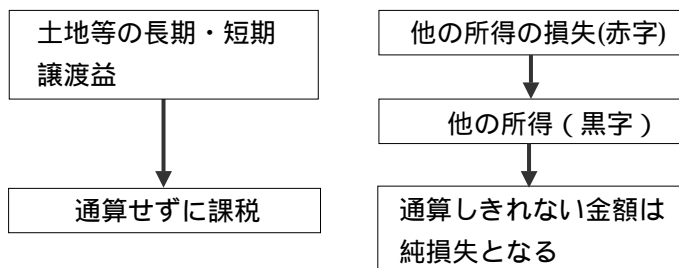 土地等の長期・短期
譲渡益
通算せずに課税
他の所得の損失(赤字)
他の所得(黒字)
通算しきれない金額は
純損失となる